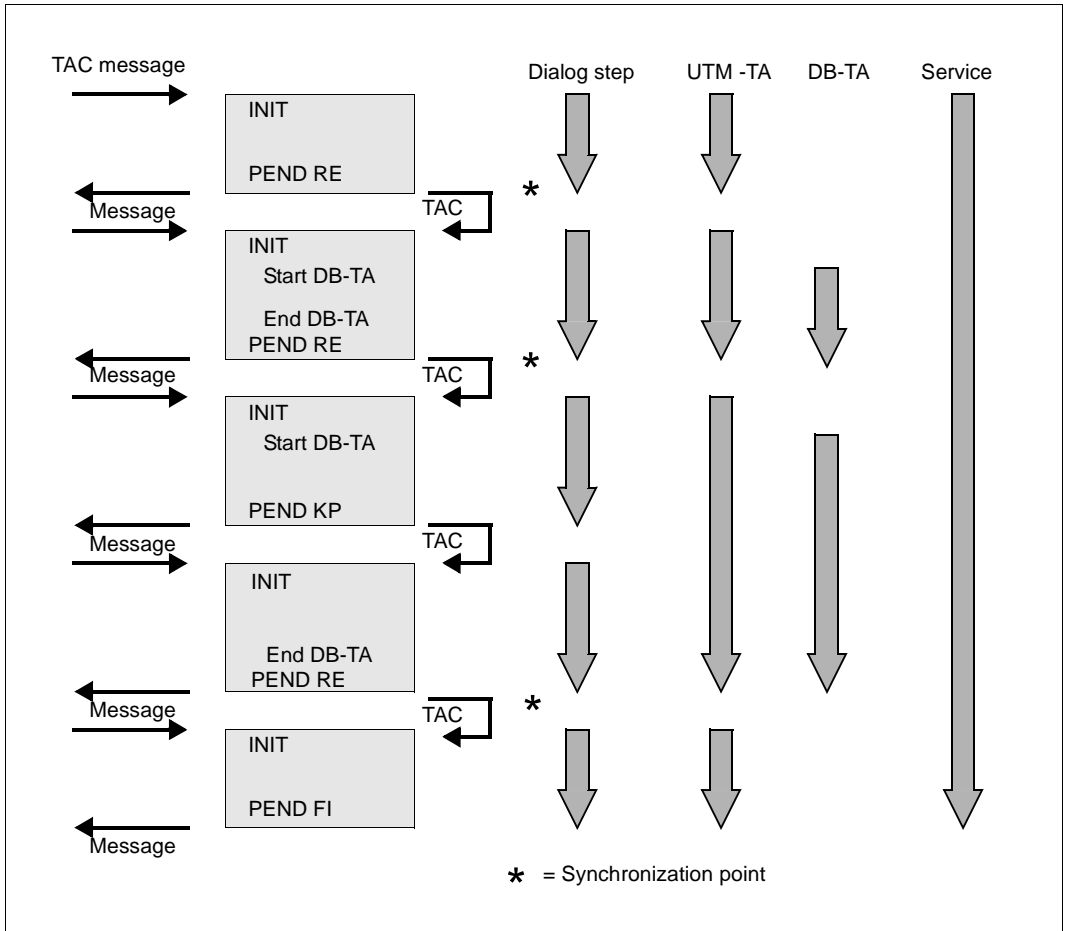 TAC message
Dialog step
UTM -TA
DB-TA
Service
INIT
PEND RE
*
Message
TAC
INIT
Start DB-TA
End DB-TA
PEND RE
*
Message
TAC
INIT
Start DB-TA
PEND KP
Message
TAC
INIT
End DB-TA
PEND RE
*
Message
TAC
INIT
PEND FI
Message
* = Synchronization point